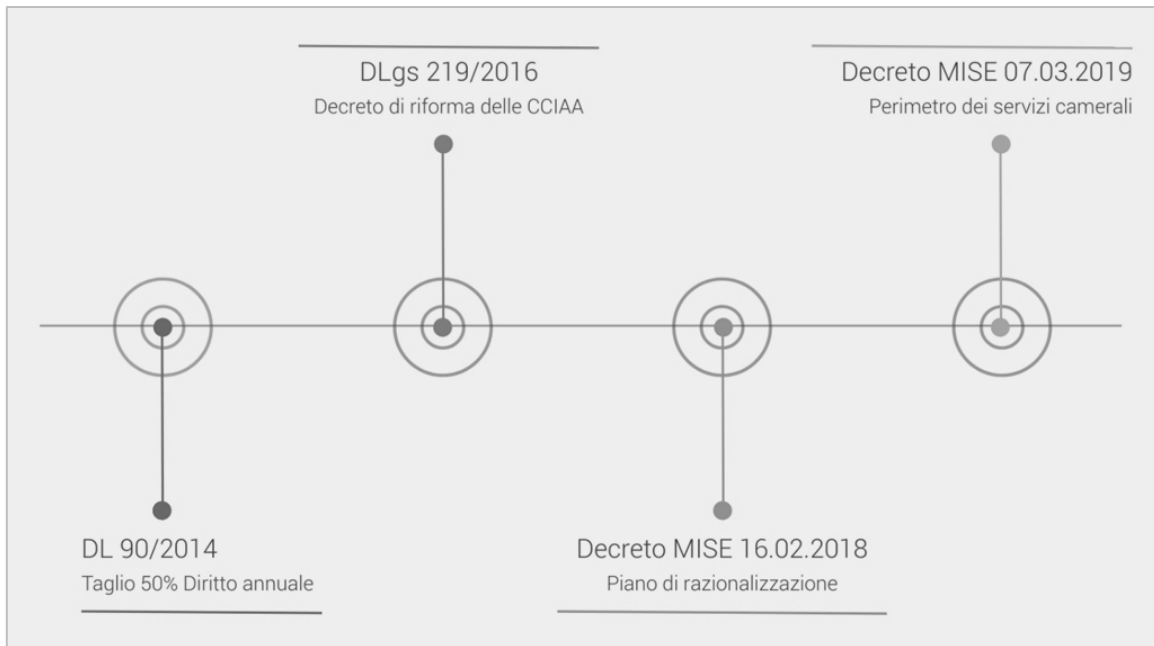 DLgs 219/2016
Decreto di riforma delle CCIAA
Decreto MISE 07.03.2019
Perimetro dei servizi camerali
DL 90/2014
Taglio 50% Diritto annuale
Decreto MISE 16.02.2018
Piano di razionalizzazione